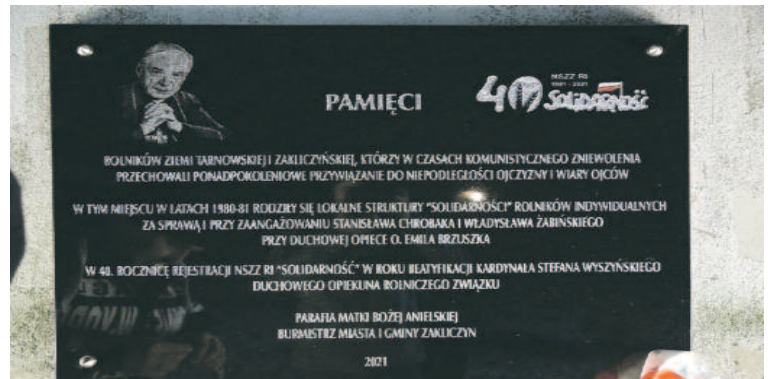 PAMIĘCI
40 NSZZ RI
1981 - 2021
SOLIDARNOŚĆ
ROLNIKÓW ZIEMI TARNOWSKIEJ I ZAKLICZYŃSKIEJ, KTÓRZY W CZASACH KOMUNISTYCZNEGO ZNIEWOLENIA
PRZECHOWALI PONADPOKOLENIOWE PRZYWIĄZANIE DO NIEPODLEGŁOŚCI OJCZYZNY I WIARY OJCÓW
W TYM MIEJSCU W LATACH 1980-81 RODZIŁY SIĘ LOKALNE STRUKTURY "SOLIDARNOŚCI" ROLNIKÓW INDYWIDUALNYCH
ZA SPRAWĄ I PRZY ZAANGAŻOWANIU STANISŁAWA CHROBAKA I WŁADYSŁAWA ŻABIŃSKIEGO
PRZY DUCHOWEJ OPIECE O. EMILA BRZUSZKA
W 40. ROCZNICĘ REJESTRACJI NSZZ RI "SOLIDARNOŚĆ" W ROKU BEATYFIKACJI KARDYNAŁA STEFANA WYSZYŃSKIEGO
DUCHOWEGO OPIEKUNA ROLNICZEGO ZWIĄZKU
PARAFIA MATKI BOŻEJ ANIELSKIEJ
BURMISTRZ MIASTA I GMINY ZAKLICZYN
2021